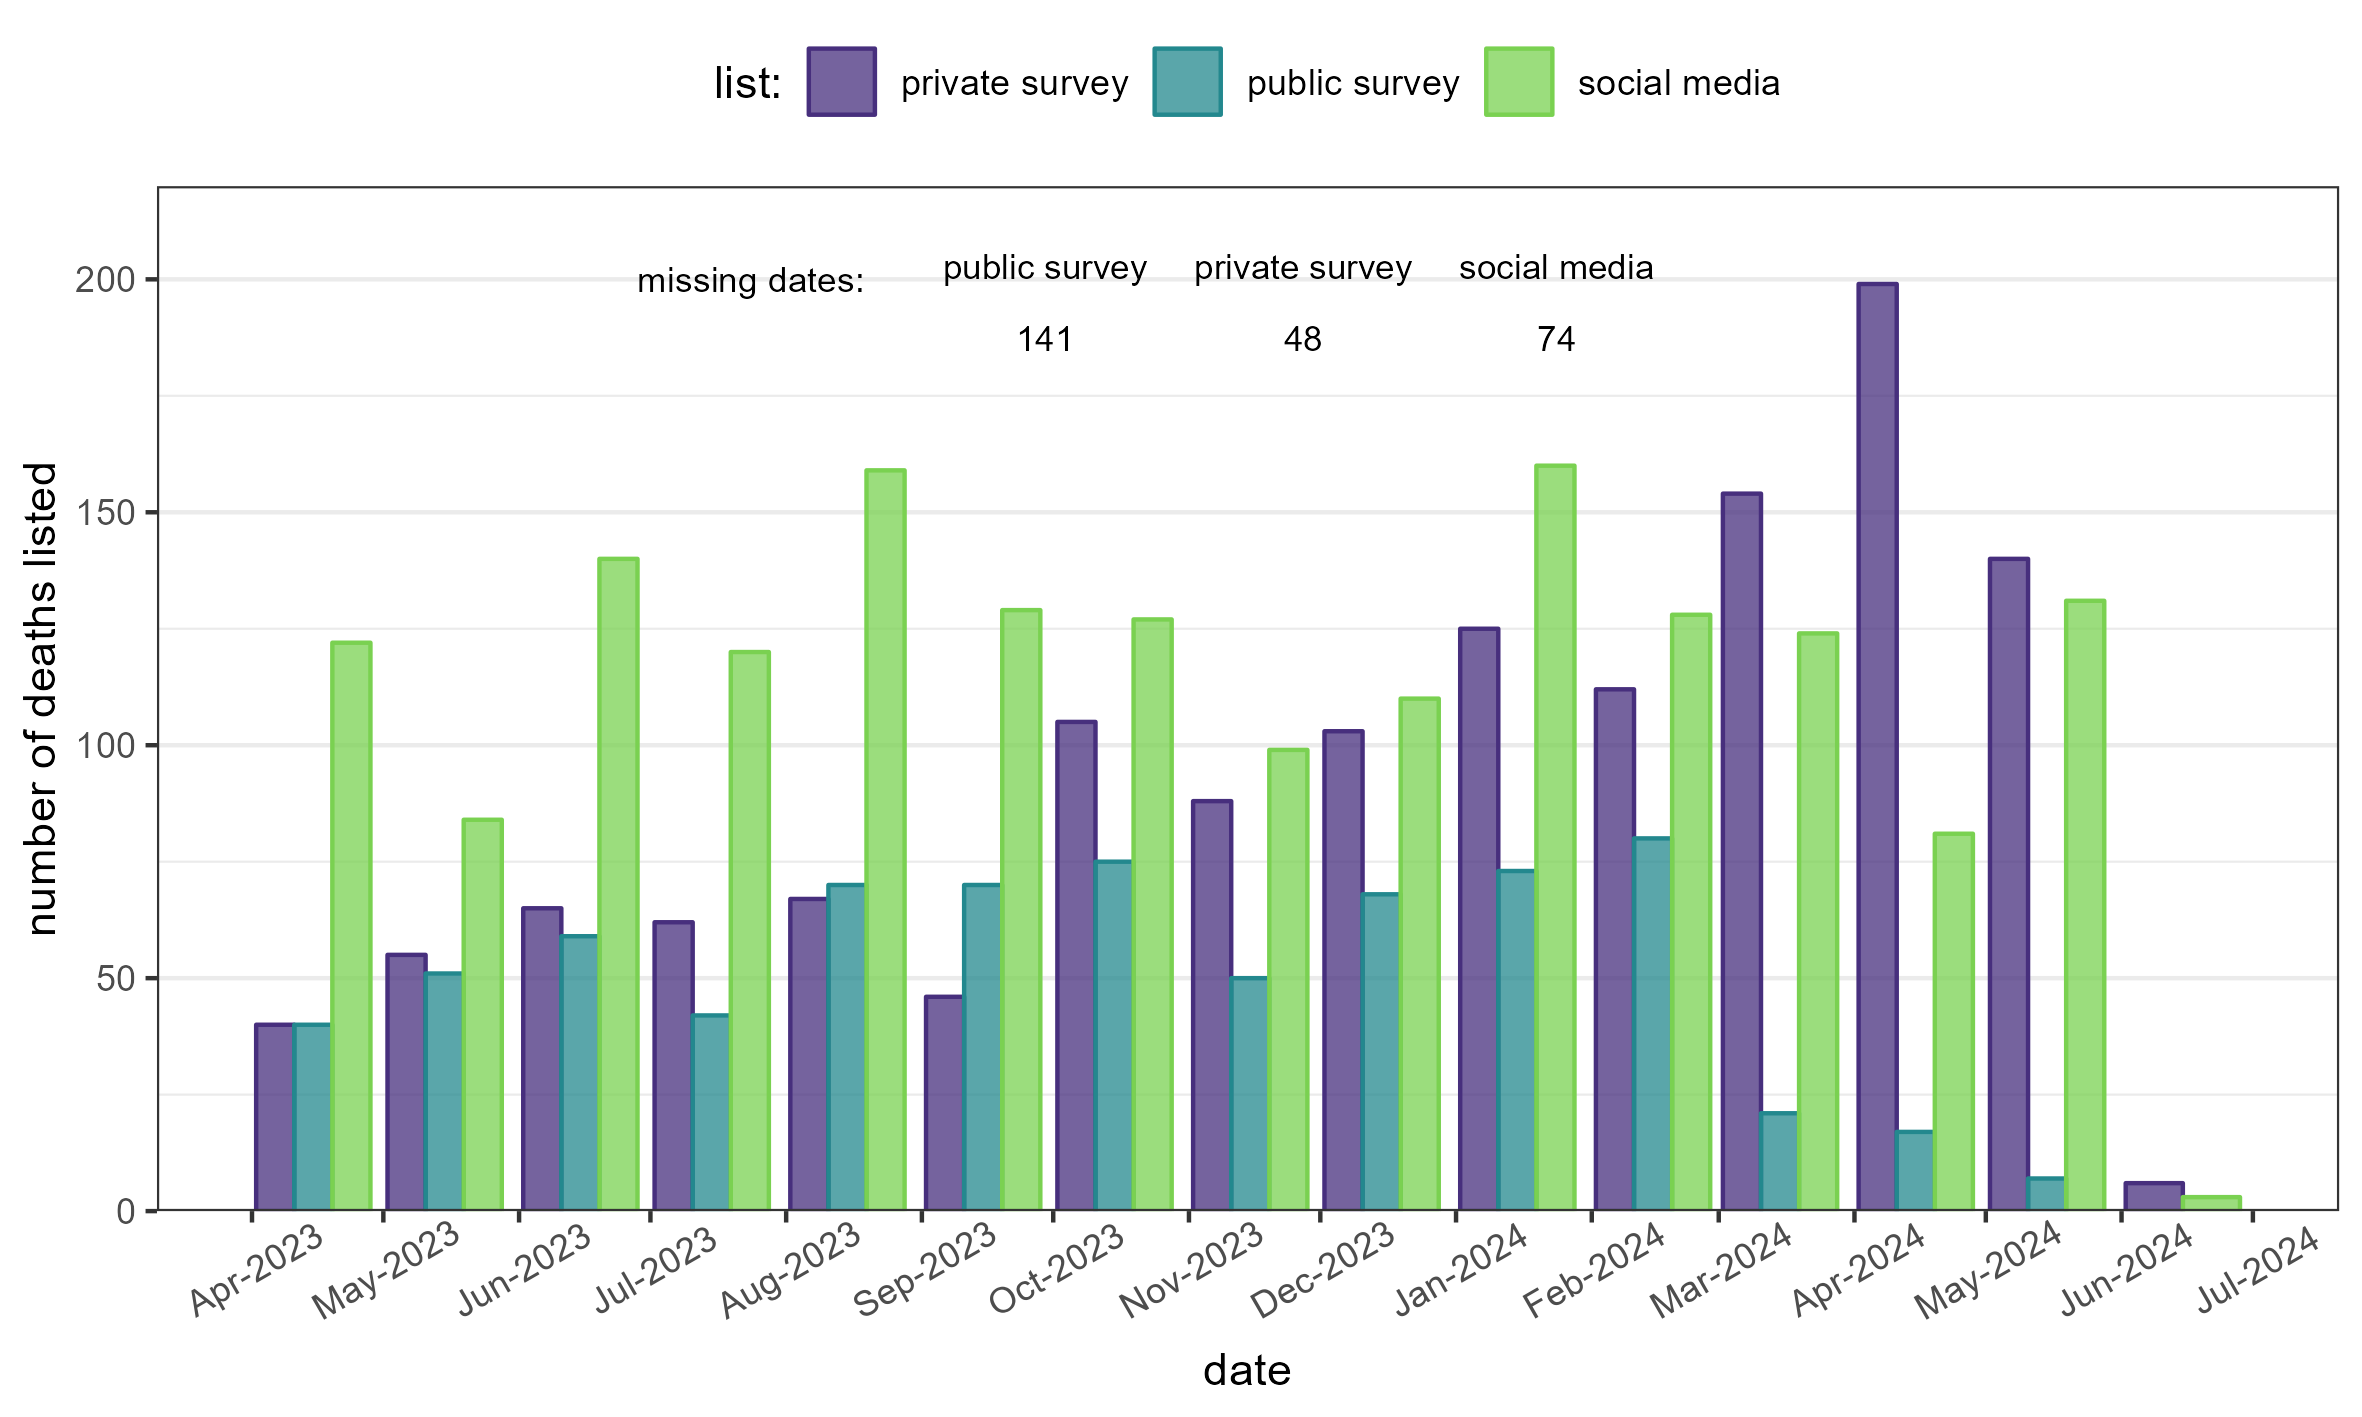 list: private survey public survey social media
missing dates: public survey private survey social media
141 48 74
number of deaths listed
200
150
100
50
0
Apr-2023 May-2023 Jun-2023 Jul-2023 Aug-2023 Sep-2023 Oct-2023 Nov-2023 Dec-2023 Jan-2024 Feb-2024 Mar-2024 Apr-2024 May-2024 Jun-2024 Jul-2024
date